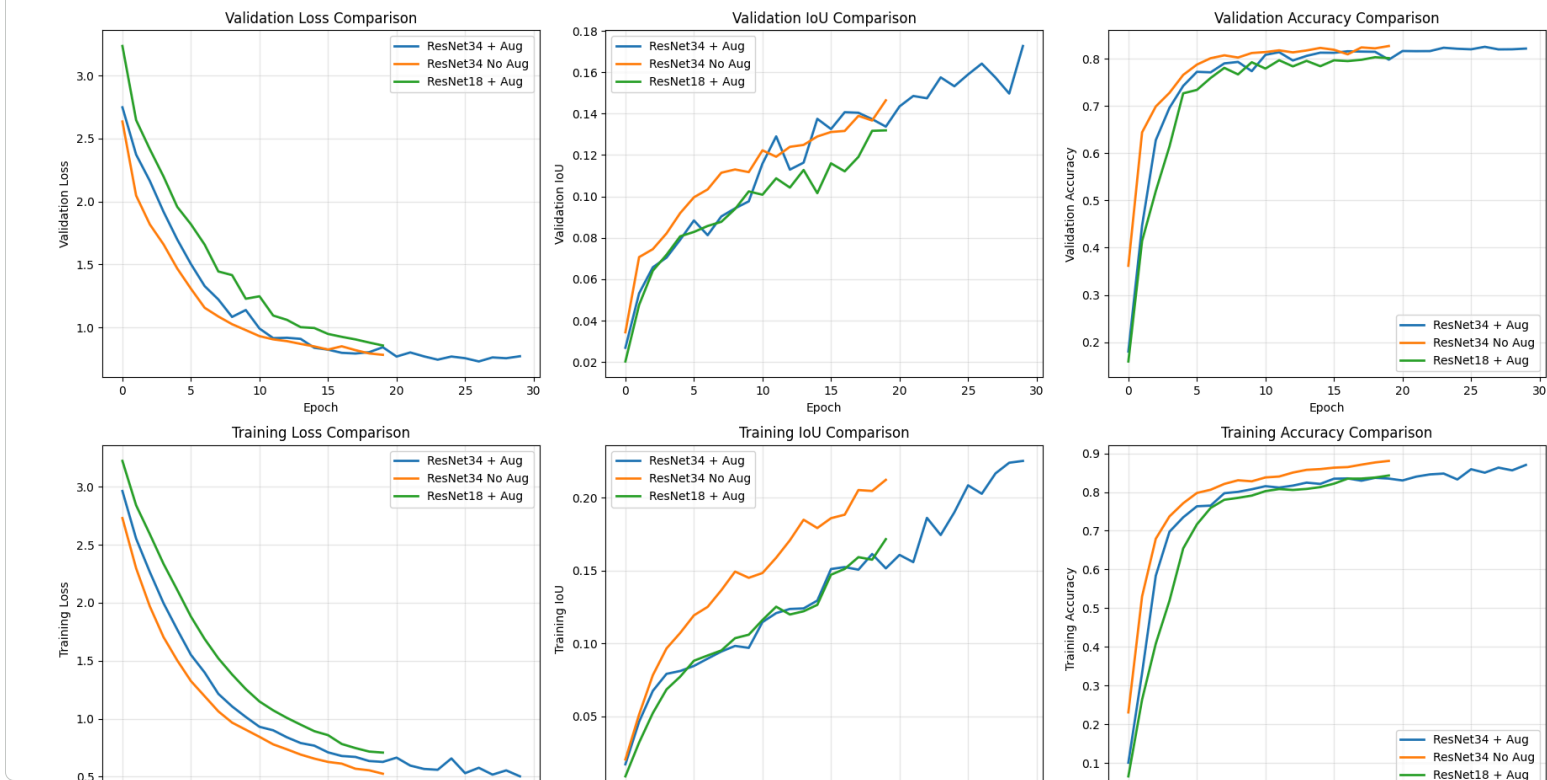 Validation Loss Comparison
Validation Loss
3.0
2.5
2.0
1.5
1.0
0
5
10
15
20
25
30
Epoch
ResNet34 + Aug
ResNet34 No Aug
ResNet18 + Aug
Validation IoU Comparison
Validation IoU
0.18
0.16
0.14
0.12
0.10
0.08
0.06
0.04
0.02
0
5
10
15
20
25
30
Epoch
ResNet34 + Aug
ResNet34 No Aug
ResNet18 + Aug
Validation Accuracy Comparison
Validation Accuracy
0.8
0.7
0.6
0.5
0.4
0.3
0.2
0
5
10
15
20
25
30
Epoch
ResNet34 + Aug
ResNet34 No Aug
ResNet18 + Aug
Training Loss Comparison
Training Loss
3.0
2.5
2.0
1.5
1.0
0.5
ResNet34 + Aug
ResNet34 No Aug
ResNet18 + Aug
Training IoU Comparison
Training IoU
0.20
0.15
0.10
0.05
ResNet34 + Aug
ResNet34 No Aug
ResNet18 + Aug
Training Accuracy Comparison
Training Accuracy
0.9
0.8
0.7
0.6
0.5
0.4
0.3
0.2
0.1
ResNet34 + Aug
ResNet34 No Aug
ResNet18 + Aug